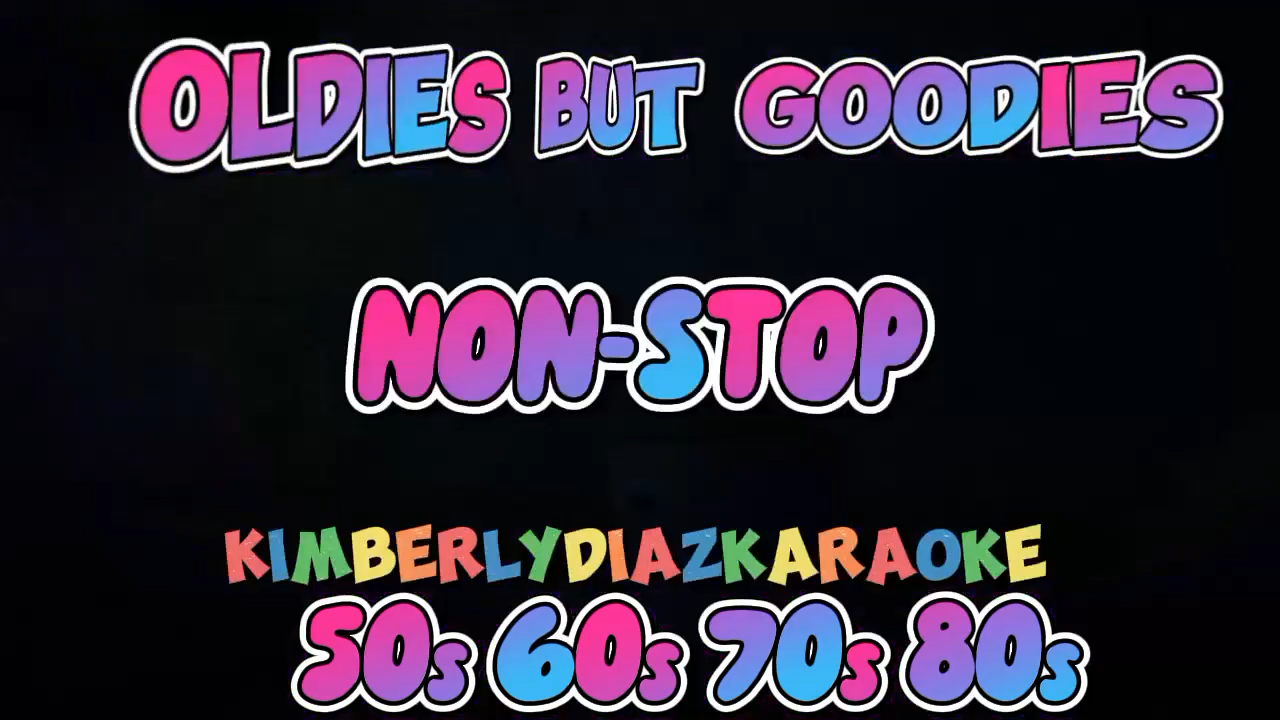 OLDIES BUT GOODIES
NON-STOP
KIMBERLYDIAZKARAOKE
50s 60s 70s 80s